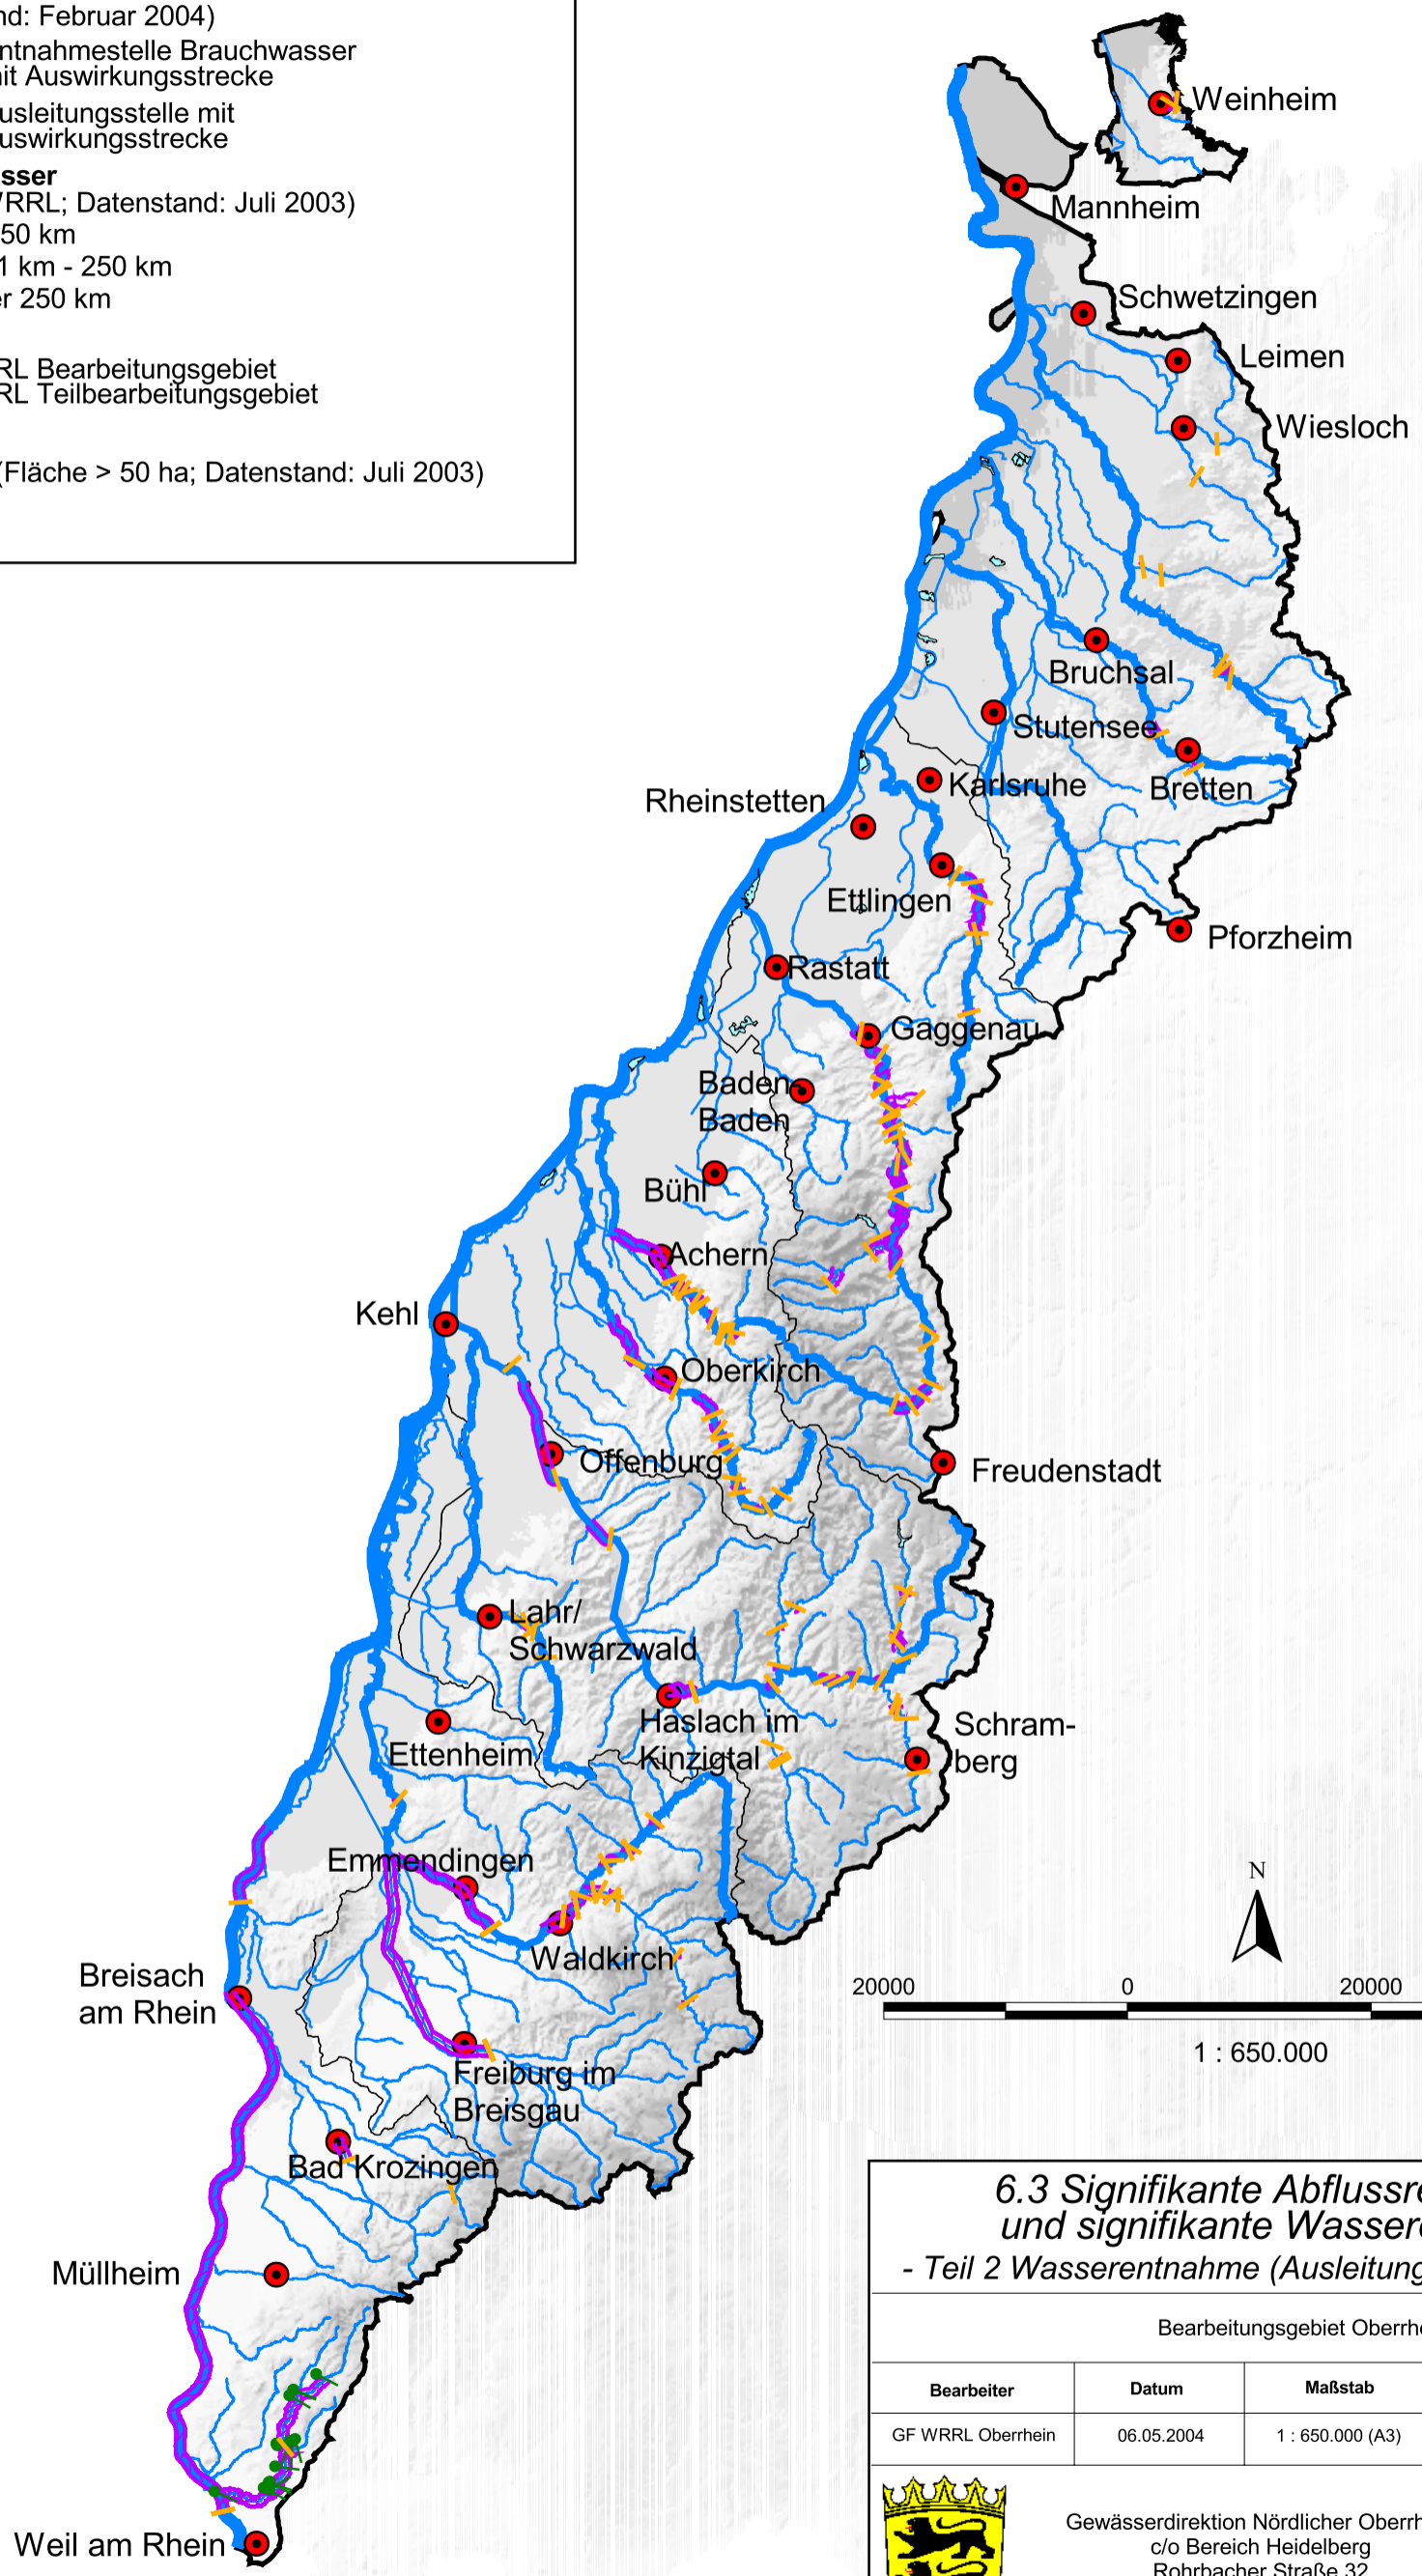 nd: Februar 2004)
ntnahmestelle Brauchwasser
it Auswirkungsstrecke
usleitungsstelle mit
uswirkungsstrecke
sser
RRL; Datenstand: Juli 2003)
50 km
1 km - 250 km
r 250 km
RL Bearbeitungsgebiet
RL Teilbearbeitungsgebiet
(Fläche > 50 ha; Datenstand: Juli 2003)
Weinheim
Mannheim
Schwetzingen
Leimen
Wiesloch
Bruchsal
Stutensee
Karlsruhe
Bretten
Rheinstetten
Ettlingen
Pforzheim
Rastatt
Gaggenau
Baden-
Baden
Bühl
Achern
Kehl
Oberkirch
Offenburg
Freudenstadt
Lahr/
Schwarzwald
Haslach im
Kinzigtal
Schram-
berg
Ettenheim
Emmendingen
Waldkirch
Breisach
am Rhein
Freiburg im
Breisgau
Bad Krozingen
Müllheim
Weil am Rhein
N
20000 0 20000
1 : 650.000
6.3 Signifikante Abflussre
und signifikante Wassere
- Teil 2 Wasserentnahme (Ausleitung
Bearbeitungsgebiet Oberrhe
Bearbeiter Datum Maßstab
GF WRRL Oberrhein 06.05.2004 1 : 650.000 (A3)
Gewässerdirektion Nördlicher Oberrh
c/o Bereich Heidelberg
Rohrbacher Straße 32